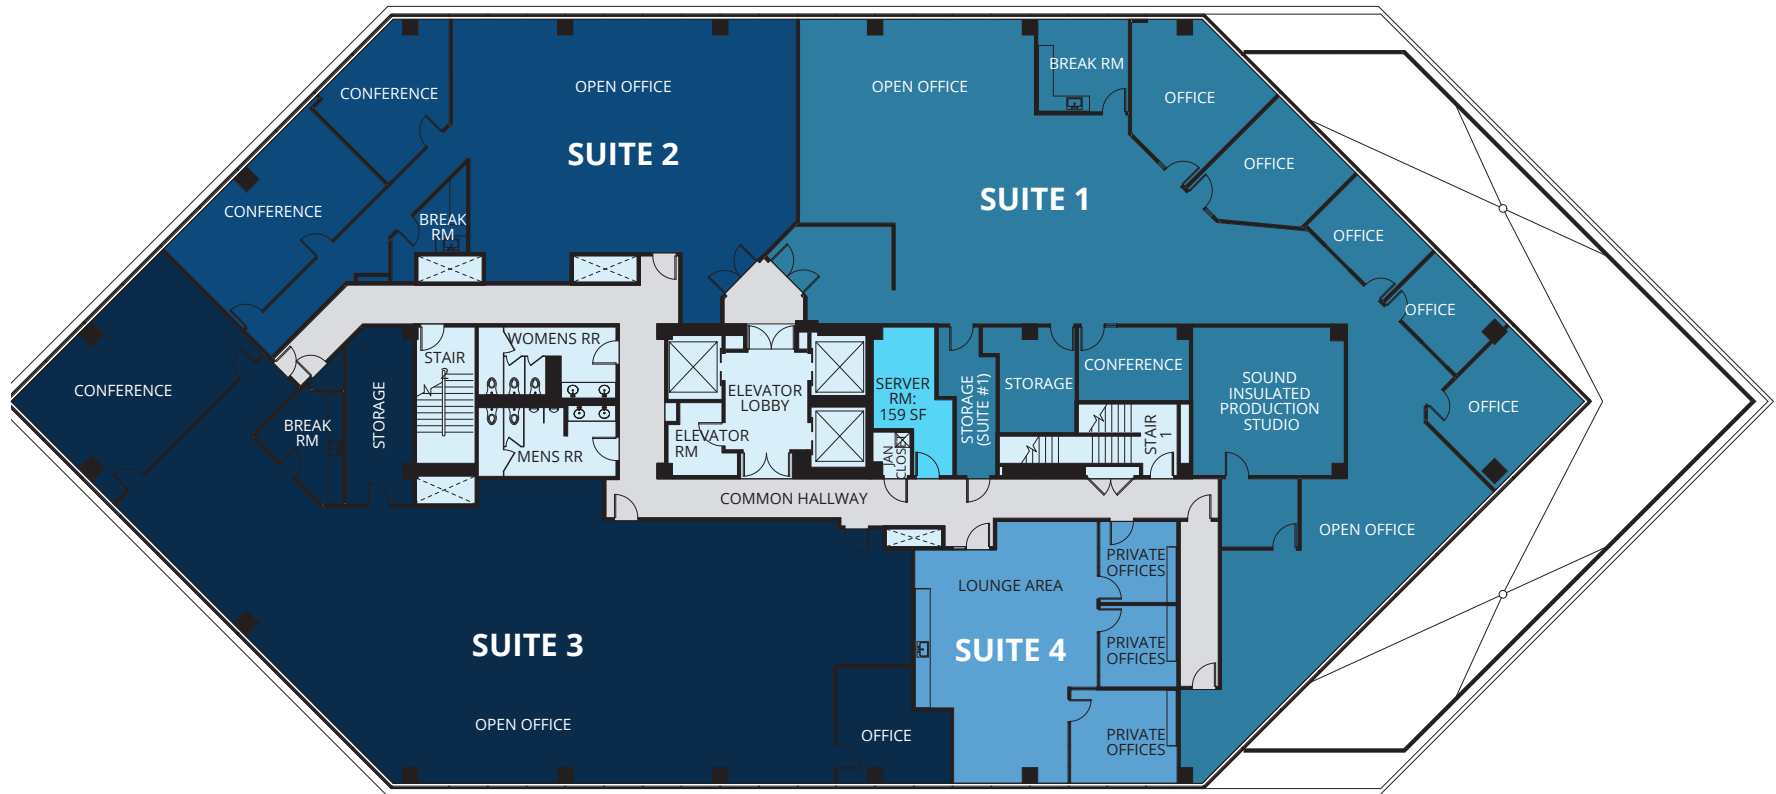 BREAK RM
CONFERENCE
OPEN OFFICE
OPEN OFFICE
OFFICE
SUITE 2
OFFICE
SUITE 1
CONFERENCE
BREAK
RM
OFFICE
OFFICE
WOMENS RR
STAIR
2
CONFERENCE
STORAGE
BREAK
RM
MENS RR
ELEVATOR
LOBBY
ELEVATOR
RM
SERVER
RM:
159 SF
JAN
CLOSET
STORAGE
(SUITE #1)
STORAGE
CONFERENCE
STAIR
1
SOUND
INSULATED
PRODUCTION
STUDIO
OFFICE
COMMON HALLWAY
OPEN OFFICE
PRIVATE
OFFICES
LOUNGE AREA
SUITE 3
SUITE 4
PRIVATE
OFFICES
OPEN OFFICE
OFFICE
PRIVATE
OFFICES